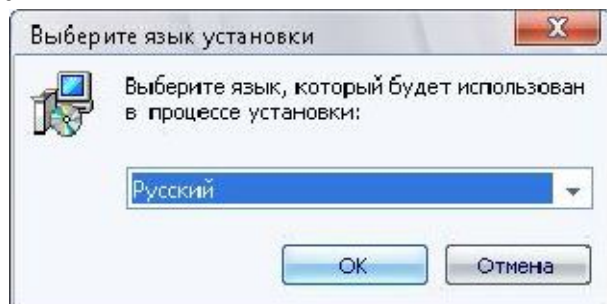 Выберите язык установки
Выберите язык, который будет использован
в процессе установки:
Русский
OK
Отмена